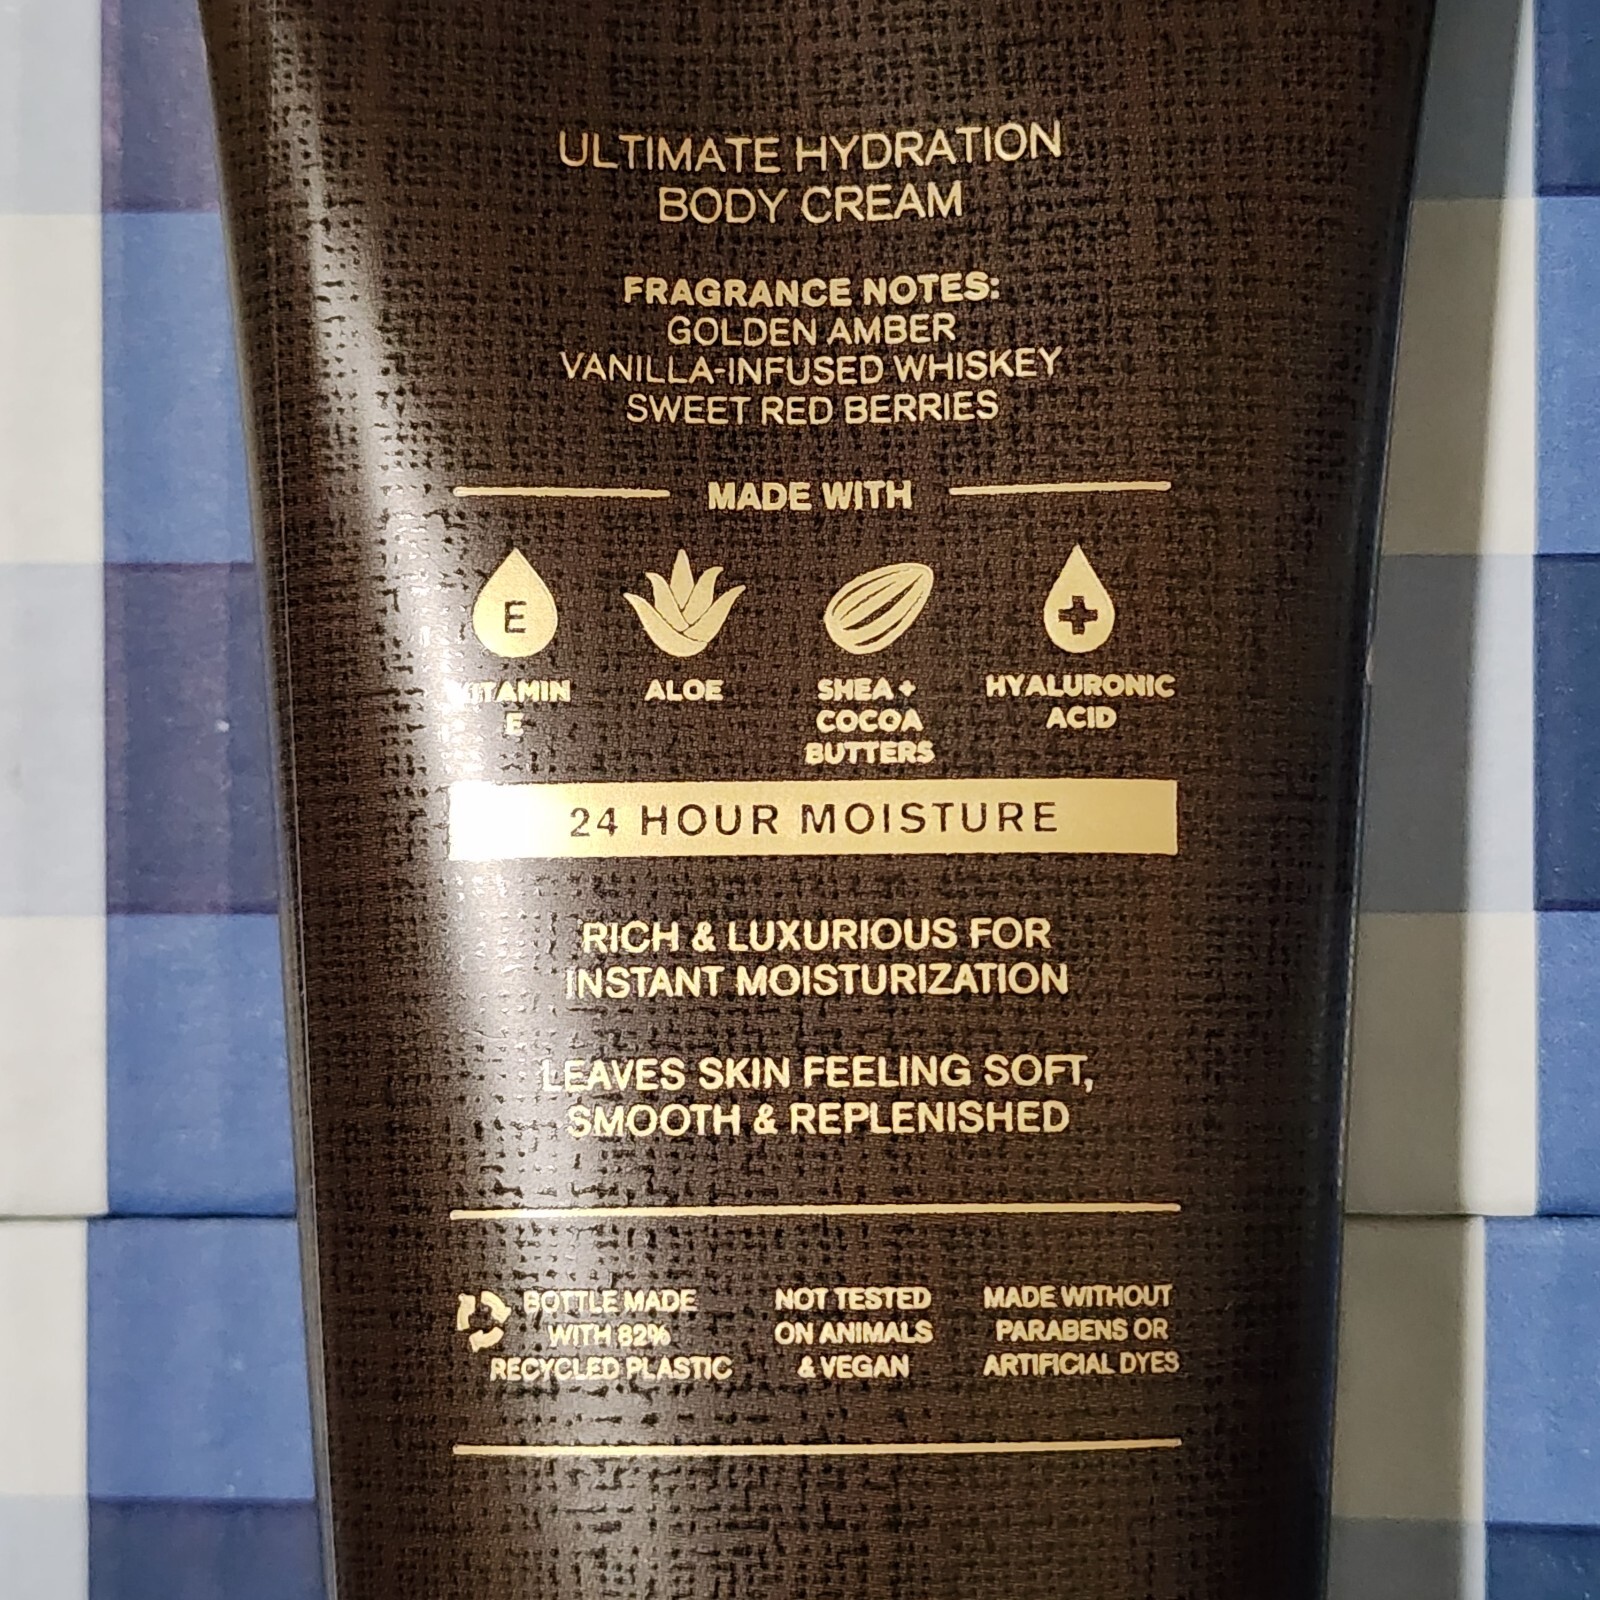 ULTIMATE HYDRATION
BODY CREAM
FRAGRANCE NOTES:
GOLDEN AMBER
VANILLA-INFUSED WHISKEY
SWEET RED BERRIES
MADE WITH
E
VITAMIN
E
ALOE
SHEA +
COCOA
BUTTERS
HYALURONIC
ACID
24 HOUR MOISTURE
RICH & LUXURIOUS FOR
INSTANT MOISTURIZATION
LEAVES SKIN FEELING SOFT,
SMOOTH & REPLENISHED
BOTTLE MADE
WITH 82%
RECYCLED PLASTIC
NOT TESTED
ON ANIMALS
& VEGAN
MADE WITHOUT
PARABENS OR
ARTIFICIAL DYES